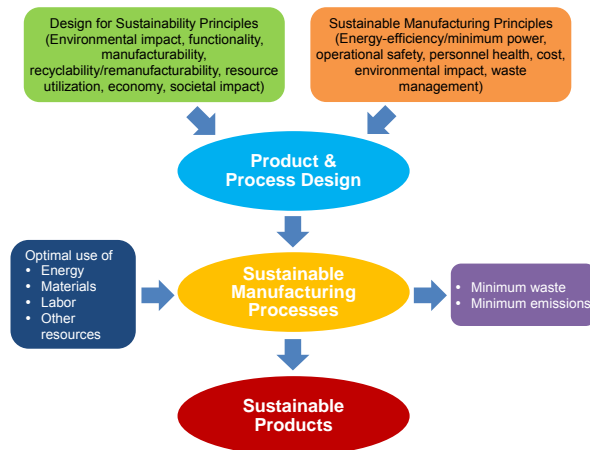 Design for Sustainability Principles
(Environmental impact, functionality,
manufacturability,
recyclability/remanufacturability, resource
utilization, economy, societal impact)
Sustainable Manufacturing Principles
(Energy-efficiency/minimum power,
operational safety, personnel health, cost,
environmental impact, waste
management)
Product &
Process Design
Optimal use of
• Energy
• Materials
• Labor
• Other
resources
Sustainable
Manufacturing
Processes
• Minimum waste
• Minimum emissions
Sustainable
Products